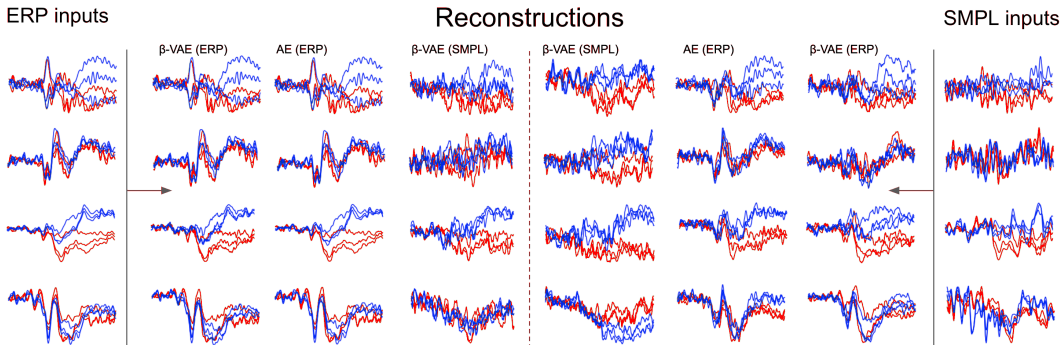 ERP inputs
Reconstructions
SMPL inputs
β-VAE (ERP)
AE (ERP)
β-VAE (SMPL)
β-VAE (SMPL)
AE (ERP)
β-VAE (ERP)